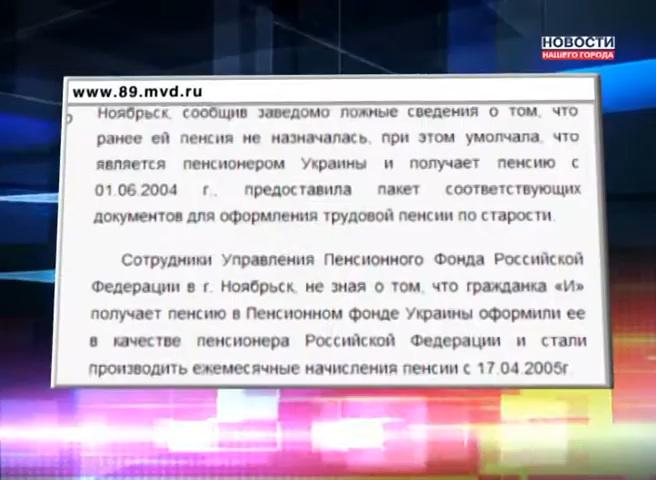 НОВОСТИ
НАШЕГО ГОРОДА
www.89.mvd.ru
Ноябрьск, сообщив заведомо ложные сведения о том, что
ранее ей пенсия не назначалась, при этом умолчала, что
является пенсионером Украины и получает пенсию с
01.06.2004 г., предоставила пакет соответствующих
документов для оформления трудовой пенсии по старости.
Сотрудники Управления Пенсионного Фонда Российской
Федерации в г. Ноябрьск, не зная о том, что гражданка «И»
получает пенсию в Пенсионном фонде Украины оформили ее
в качестве пенсионера Российской Федерации и стали
производить ежемесячные начисления пенсии с 17.04.2005г.